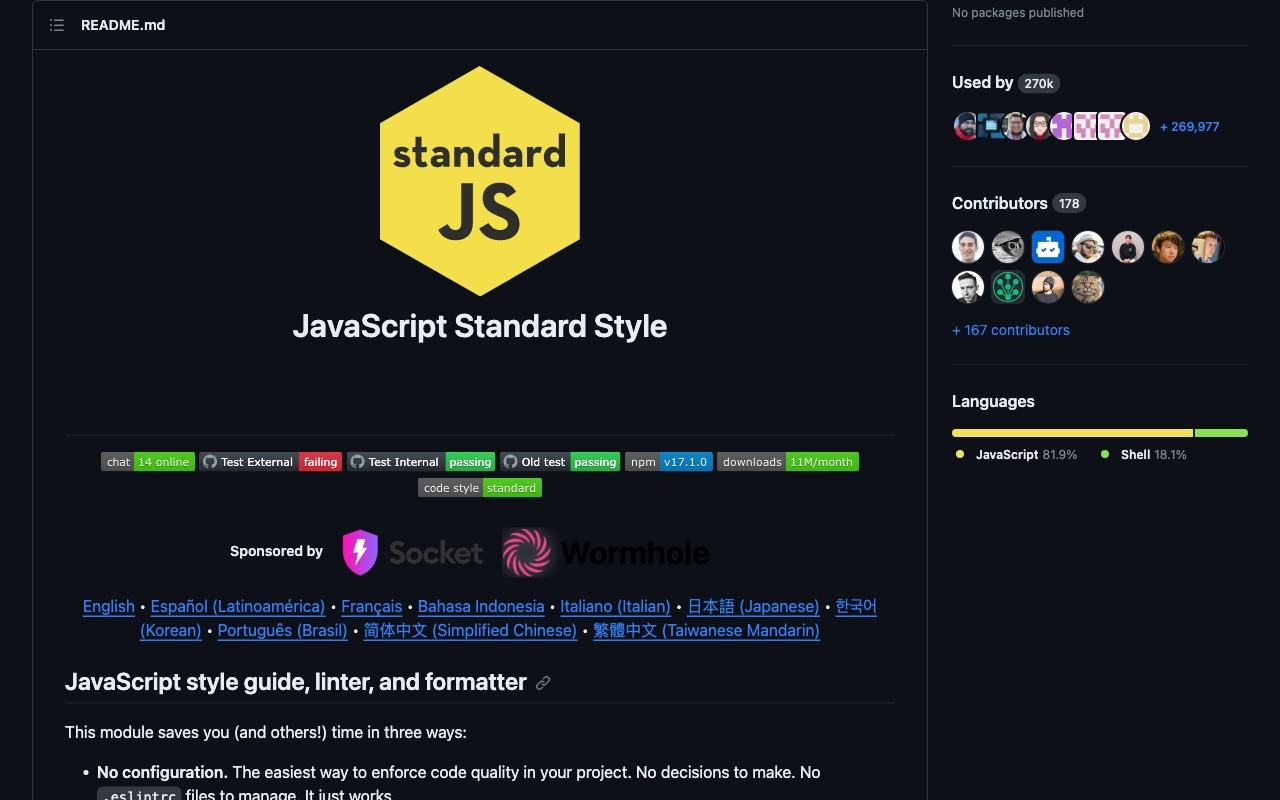 README.md
standard
JS
JavaScript Standard Style
chat 14 online Test External failing Test Internal passing Old test passing npm v17.1.0 downloads 11M/month
code style standard
Sponsored by Socket Wormhole
English • Español (Latinoamérica) • Français • Bahasa Indonesia • Italiano (Italian) • 日本語 (Japanese) • 한국어
(Korean) • Português (Brasil) • 简体中文 (Simplified Chinese) • 繁體中文 (Taiwanese Mandarin)
JavaScript style guide, linter, and formatter
This module saves you (and others!) time in three ways:
• No configuration. The easiest way to enforce code quality in your project. No decisions to make. No
.eslintrc files to manage. It just works.
No packages published
Used by 270k
+ 269,977
Contributors 178
+ 167 contributors
Languages
JavaScript 81.9% Shell 18.1%